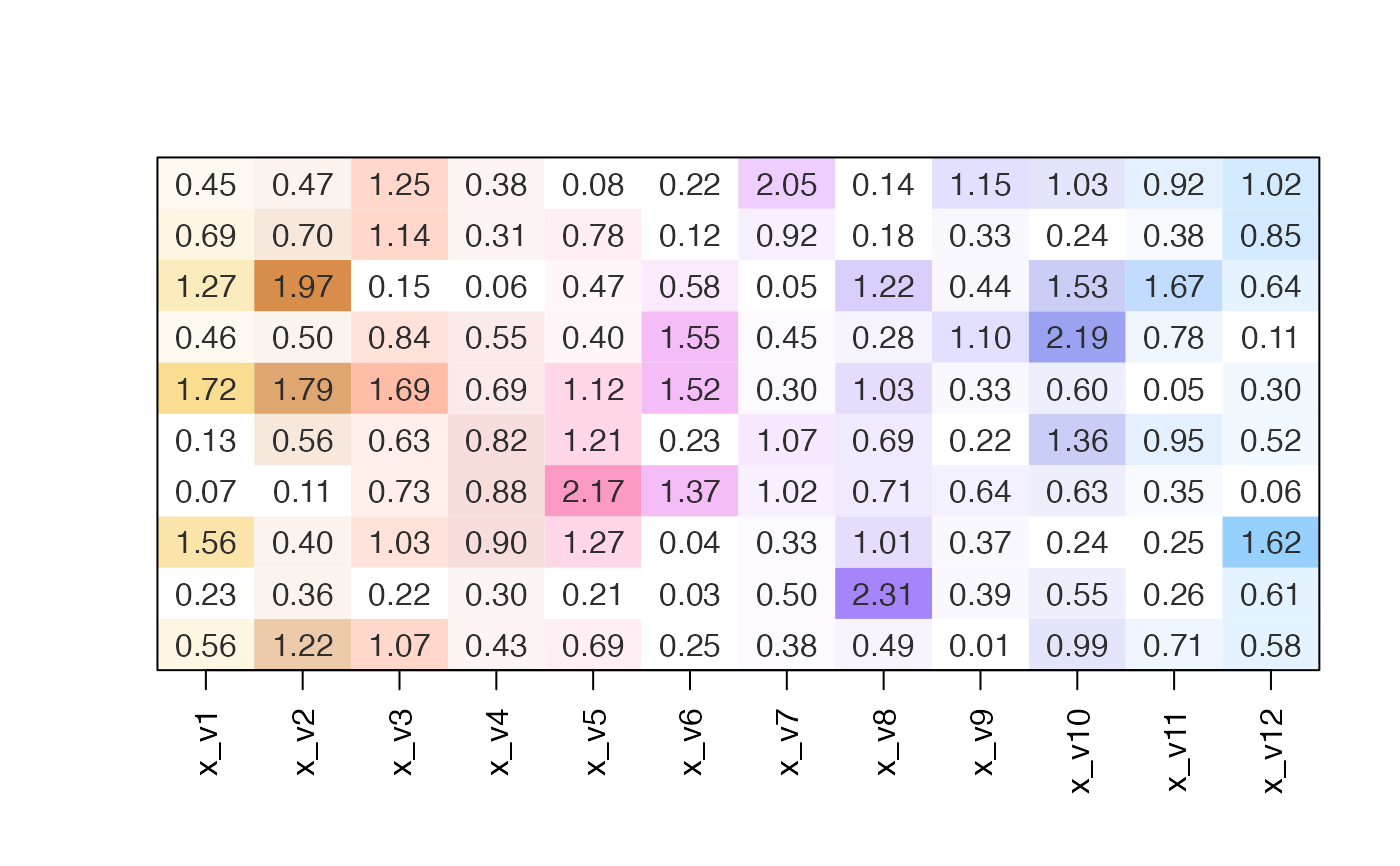 0.45 0.47 1.25 0.38 0.08 0.22 2.05 0.14 1.15 1.03 0.92 1.02
0.69 0.70 1.14 0.31 0.78 0.12 0.92 0.18 0.33 0.24 0.38 0.85
1.27 1.97 0.15 0.06 0.47 0.58 0.05 1.22 0.44 1.53 1.67 0.64
0.46 0.50 0.84 0.55 0.40 1.55 0.45 0.28 1.10 2.19 0.78 0.11
1.72 1.79 1.69 0.69 1.12 1.52 0.30 1.03 0.33 0.60 0.05 0.30
0.13 0.56 0.63 0.82 1.21 0.23 1.07 0.69 0.22 1.36 0.95 0.52
0.07 0.11 0.73 0.88 2.17 1.37 1.02 0.71 0.64 0.63 0.35 0.06
1.56 0.40 1.03 0.90 1.27 0.04 0.33 1.01 0.37 0.24 0.25 1.62
0.23 0.36 0.22 0.30 0.21 0.03 0.50 2.31 0.39 0.55 0.26 0.61
0.56 1.22 1.07 0.43 0.69 0.25 0.38 0.49 0.01 0.99 0.71 0.58
x_v1 x_v2 x_v3 x_v4 x_v5 x_v6 x_v7 x_v8 x_v9 x_v10 x_v11 x_v12